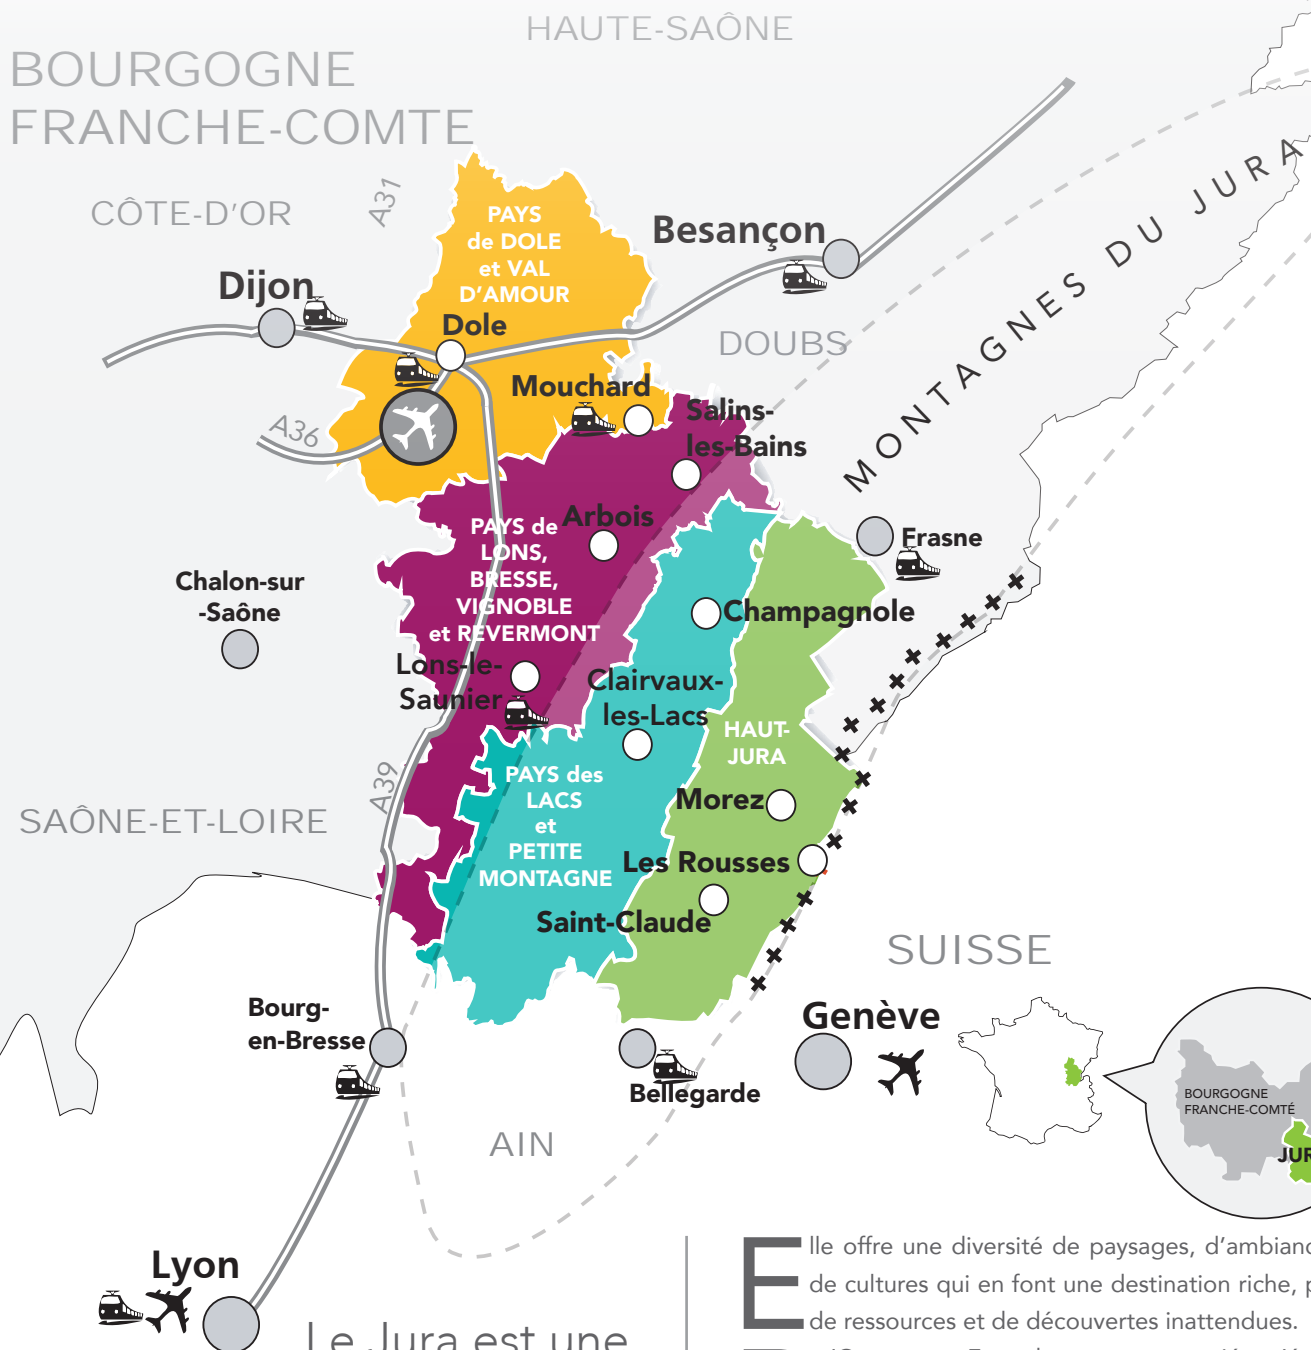 HAUTE-SAÔNE
BOURGOGNE
FRANCHE-COMTE
CÔTE-D'OR
A31
PAYS
de DOLE
et VAL
D'AMOUR
Besançon
MONTAGNES DU JURA
Dijon
Dole
DOUBS
Mouchard
A36
Salins-
les-Bains
PAYS de
LONS,
BRESSE,
VIGNOBLE
et REVERMONT
Arbois
Frasne
Chalon-sur
-Saône
Champagnole
Lons-le-
Saunier
Clairvaux-
les-Lacs
HAUT-
JURA
A39
PAYS des
LACS
et
PETITE
MONTAGNE
Morez
SAÔNE-ET-LOIRE
Les Rousses
Saint-Claude
SUISSE
Bourg-
en-Bresse
Genève
Bellegarde
BOURGOGNE
FRANCHE-COMTÉ
JUR
AIN
Lyon
Le Jura est une
Elle offre une diversité de paysages, d'ambianc
de cultures qui en font une destination riche, p
de ressources et de découvertes inattendues.